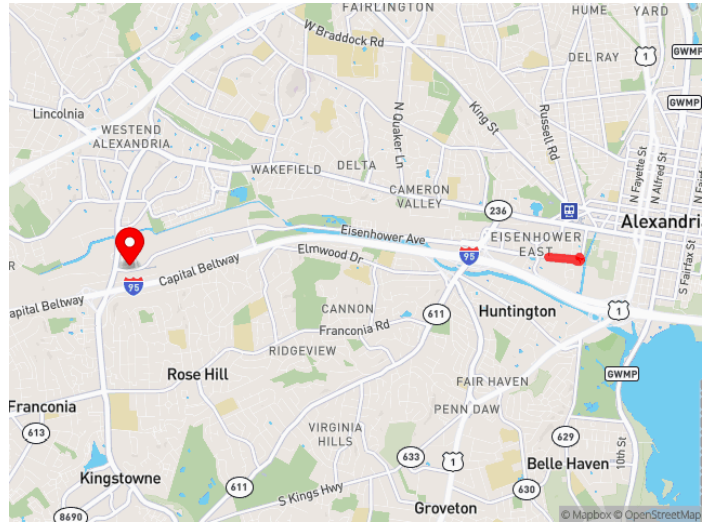 FAIRLINGTON
HUME
YARD
W Braddock Rd
1
GWMP
DEL RAY
Lincolnia
King St
Russell Rd
GWMP
N Quaker Ln
WESTEND
ALEXANDRIA
DELTA
WAKEFIELD
N Fayette St
N Alfred St
CAMERON
VALLEY
236
Alexandria
Eisenhower Ave
EISENHOWER
EAST
95
Elmwood Dr
Capital Beltway
S Fairfax St
95
Capital Beltway
CANNON
611
Huntington
1
Franconia Rd
RIDGEVIEW
Rose Hill
GWMP
FAIR HAVEN
Franconia
PENN DAW
613
VIRGINIA
HILLS
629
10th St
633
1
Belle Haven
Kingstowne
611
630
S Kings Hwy
Groveton
8690
© Mapbox © OpenStreetMap